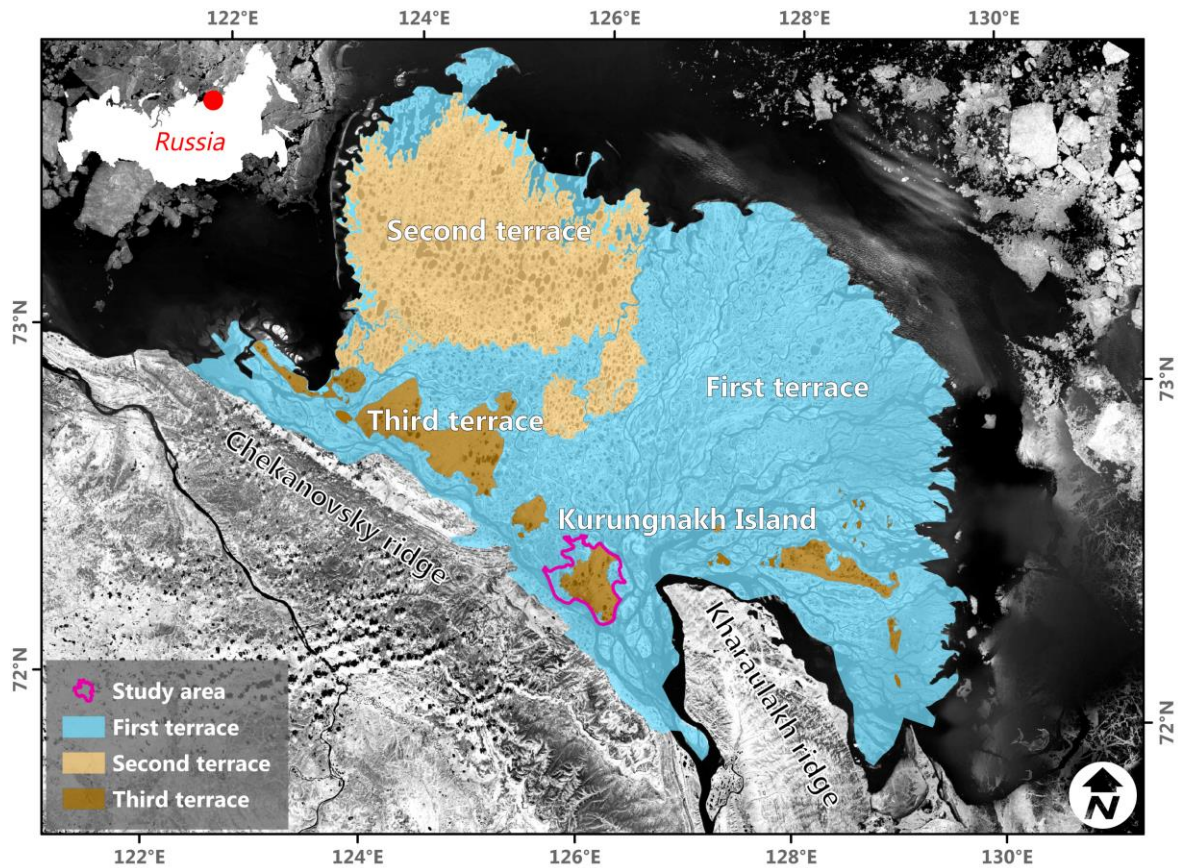 122°E 124°E 126°E 128°E 130°E
Russia
Second terrace
73°N
73°N
First terrace
Third terrace
Chekanovsky ridge
Kurungnakh Island
Kharaulakh ridge
72°N
72°N
Study area
First terrace
Second terrace
Third terrace
N
122°E 124°E 126°E 128°E 130°E